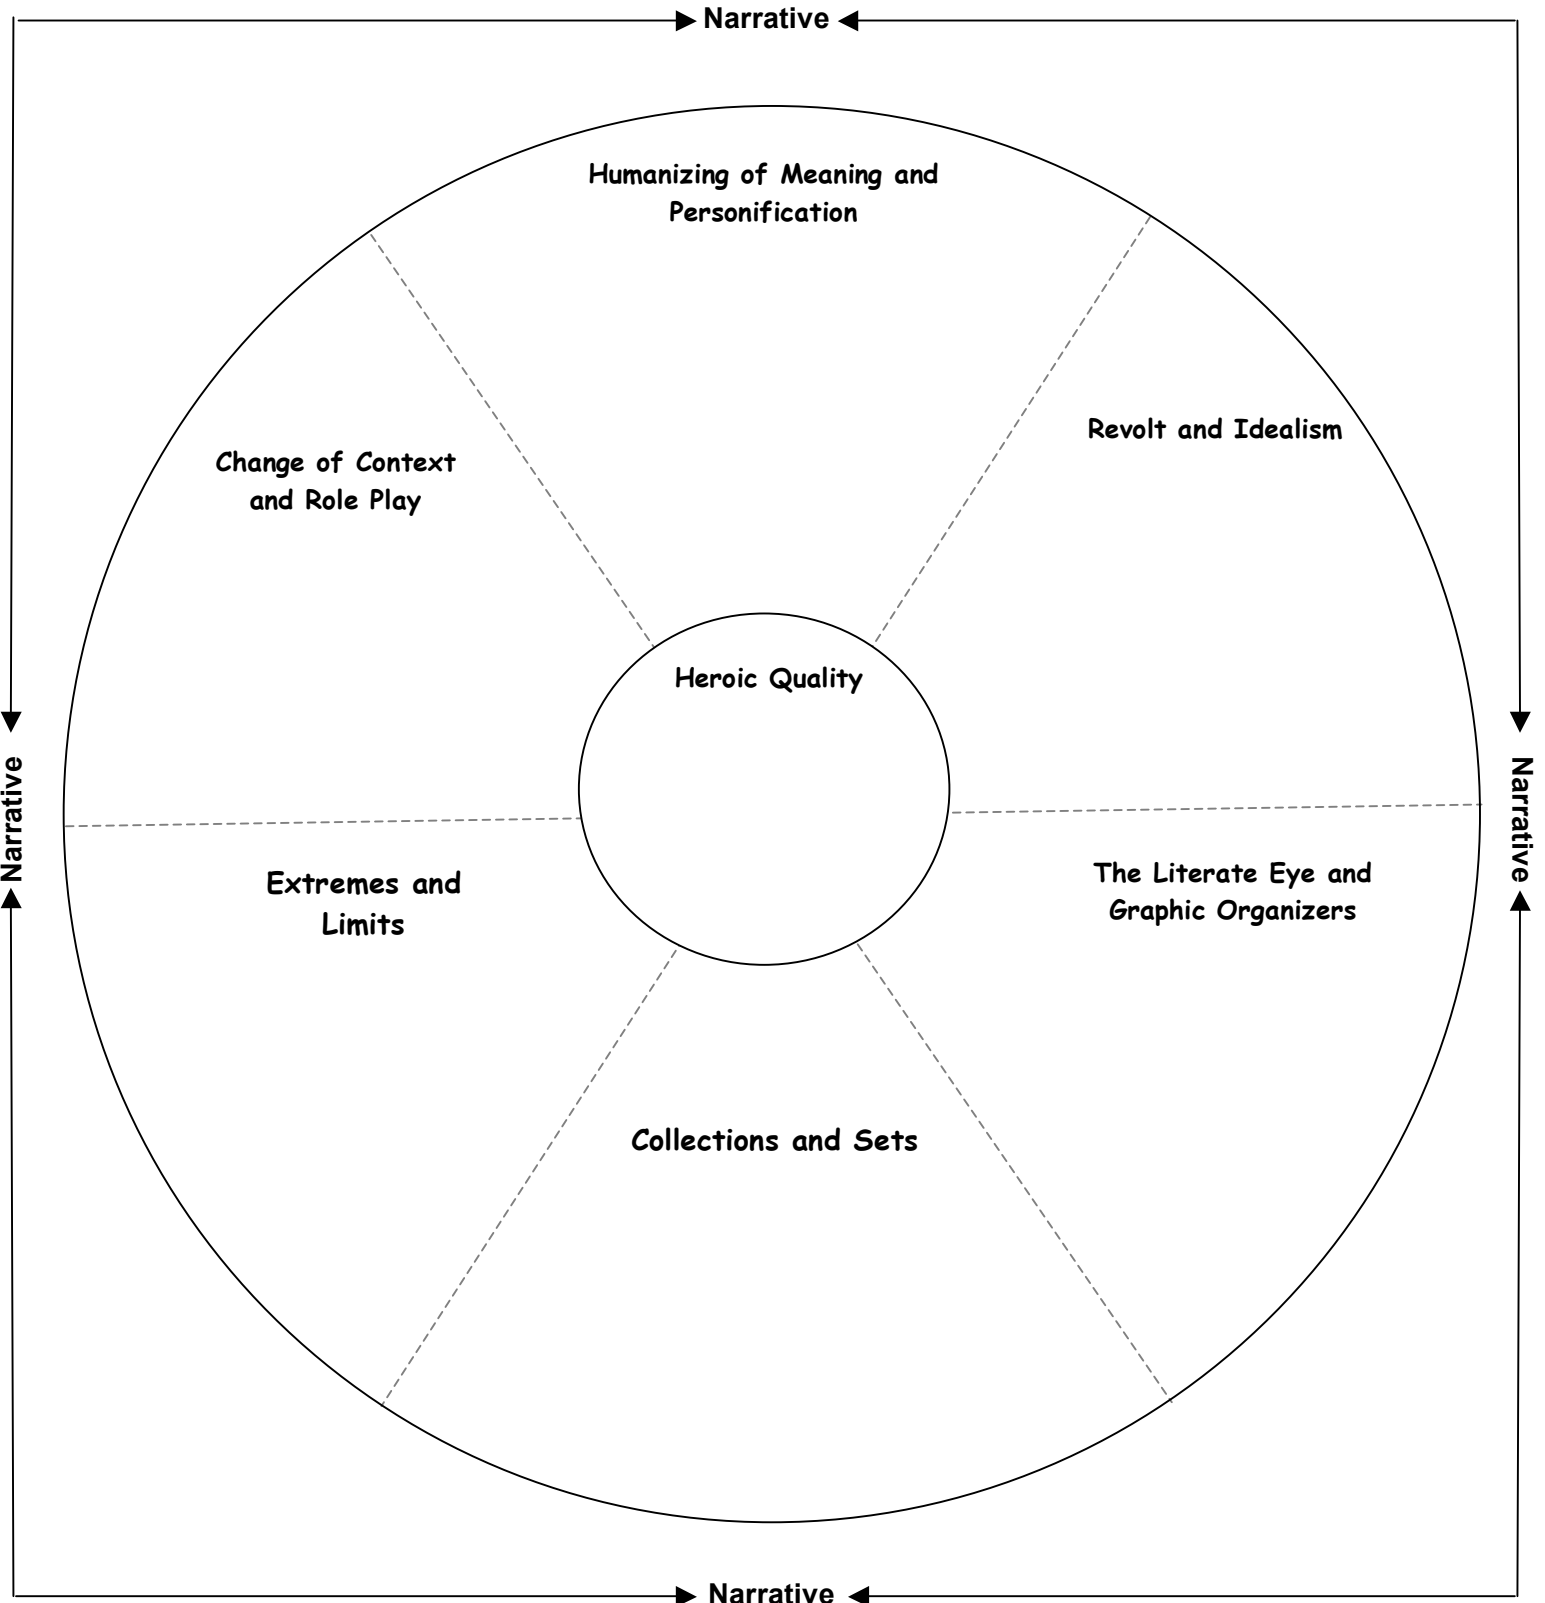 Narrative
Humanizing of Meaning and
Personification
Revolt and Idealism
Change of Context
and Role Play
Heroic Quality
Narrative
Narrative
Extremes and
Limits
The Literate Eye and
Graphic Organizers
Collections and Sets
Narrative